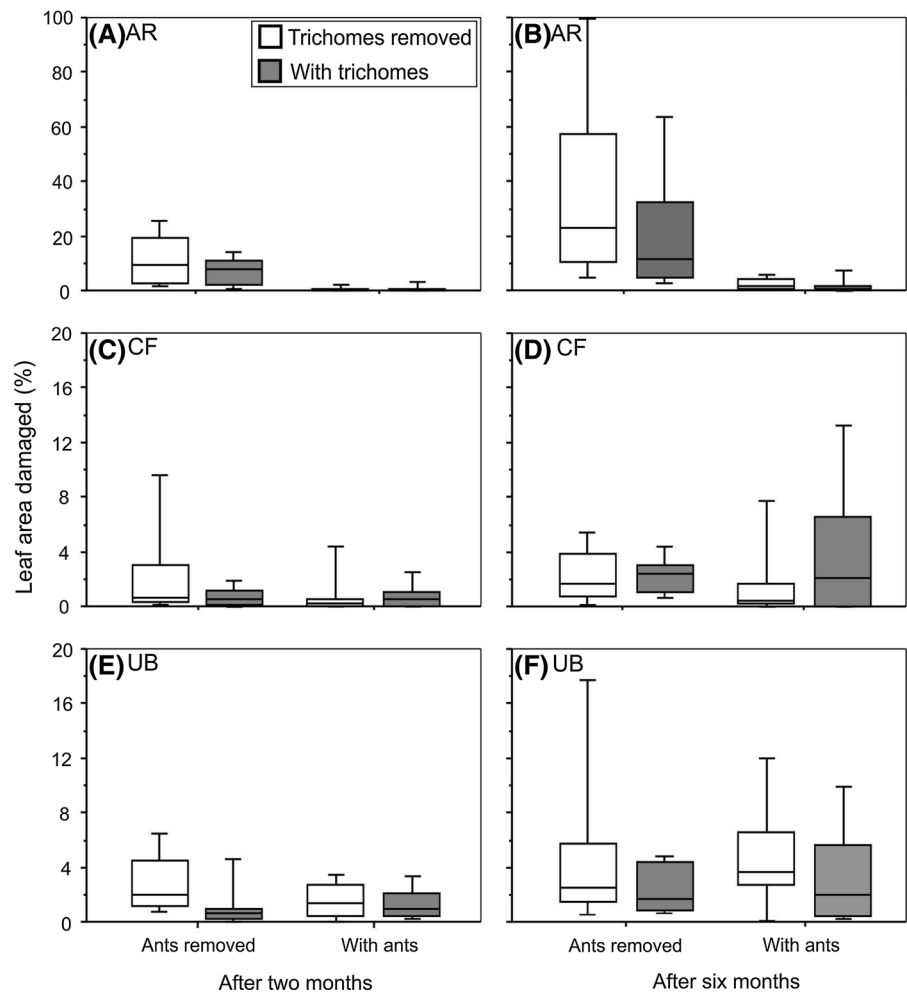 (A) AR
Trichomes removed
With trichomes
(B) AR
100
80
60
40
20
0
(C) CF
(D) CF
20
16
12
8
4
0
Leaf area damaged (%)
(E) UB
(F) UB
20
16
12
8
4
0
Ants removed With ants Ants removed With ants
After two months After six months